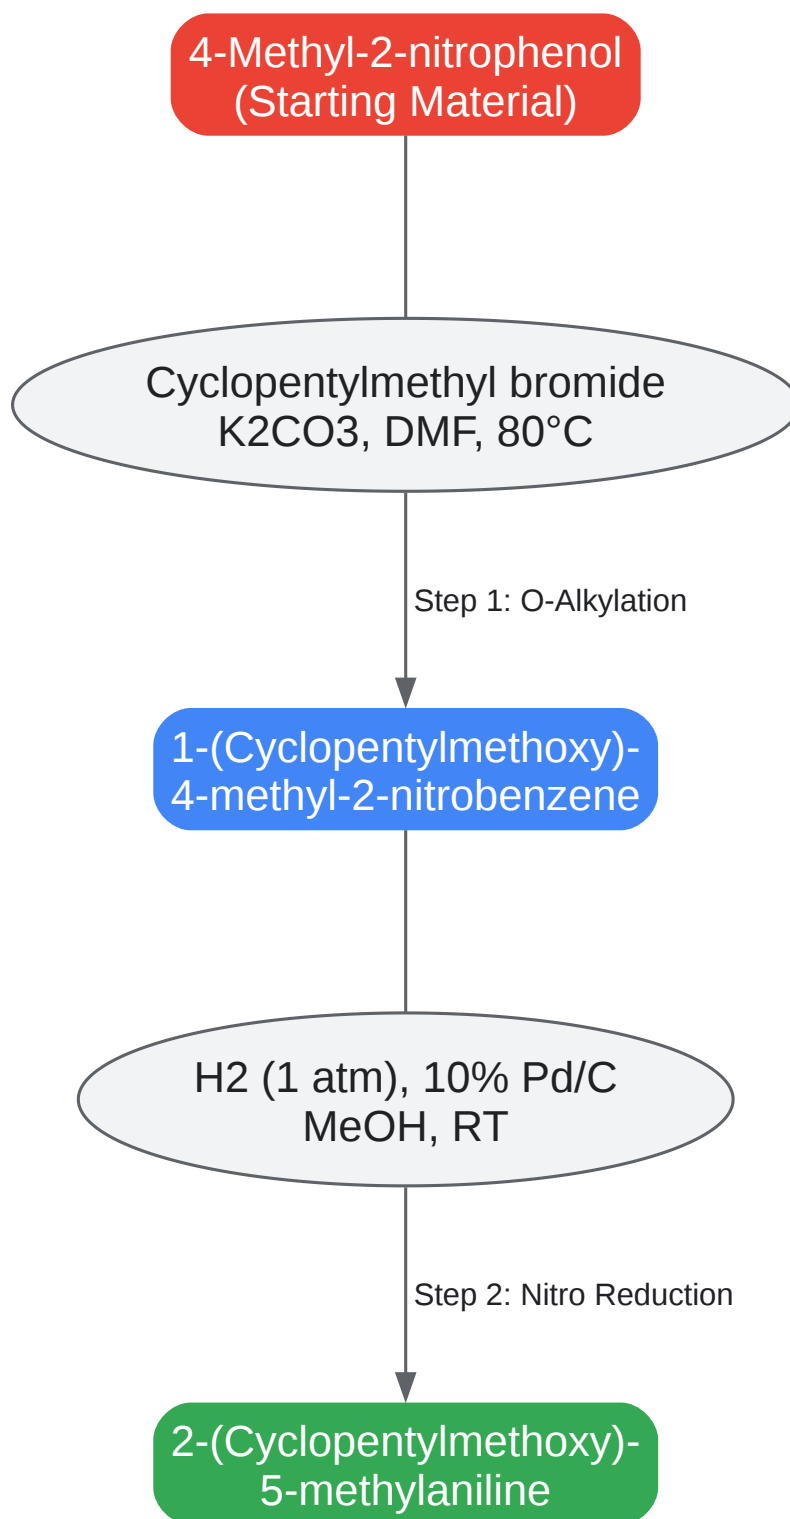 4-Methyl-2-nitrophenol
(Starting Material)
Cyclopentylmethyl bromide
K2CO3, DMF, 80°C
Step 1: O-Alkylation
1-(Cyclopentylmethoxy)-
4-methyl-2-nitrobenzene
H2 (1 atm), 10% Pd/C
MeOH, RT
Step 2: Nitro Reduction
2-(Cyclopentylmethoxy)-
5-methylaniline